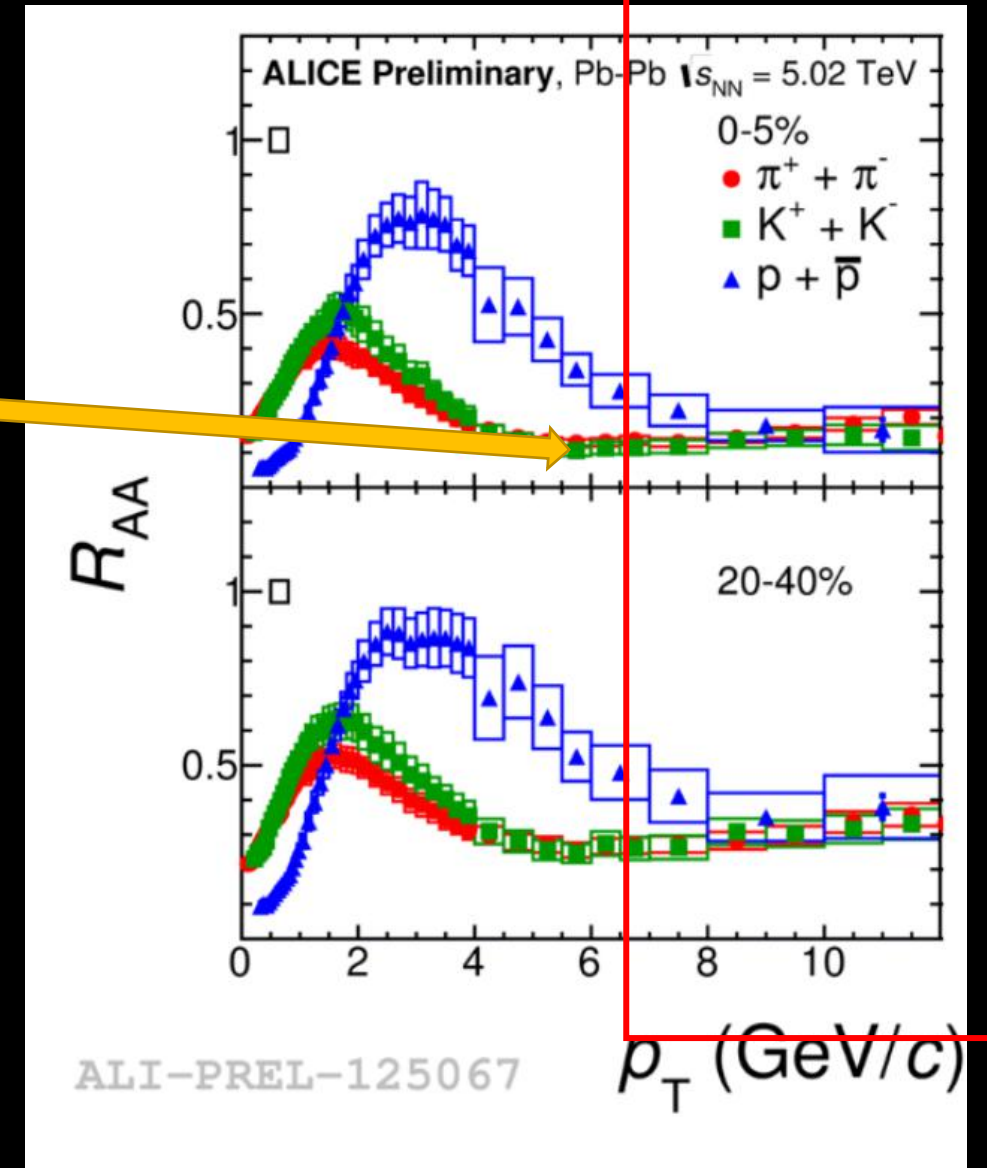 ALICE Preliminary, Pb-Pb √sNN = 5.02 TeV
0-5%
π⁺ + π⁻
K⁺ + K⁻
p + p̅
1
0.5
RAA
20-40%
1
0.5
0 2 4 6 8 10
pT (GeV/c)
ALI-PREL-125067